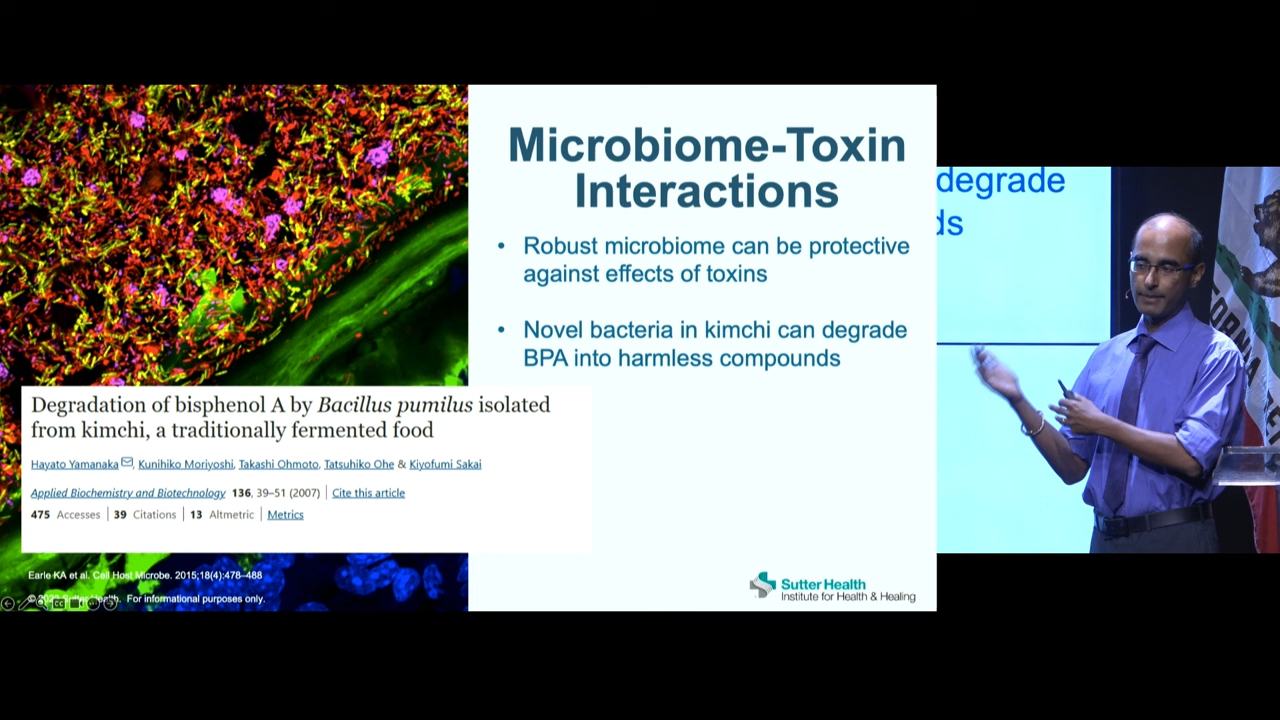 Microbiome-Toxin
Interactions
• Robust microbiome can be protective
against effects of toxins
• Novel bacteria in kimchi can degrade
BPA into harmless compounds
Degradation of bisphenol A by Bacillus pumilus isolated
from kimchi, a traditionally fermented food
Hayato Yamanaka, Kunihiko Moriyoshi, Takashi Ohmoto, Tatsuhiko Ohe & Kiyofumi Sakai
Applied Biochemistry and Biotechnology 136, 39–51 (2007) | Cite this article
475 Accesses | 39 Citations | 13 Altmetric | Metrics
Earle KA et al. Cell Host Microbe. 2015;18(4):478–488
For informational purposes only.
Sutter Health
Institute for Health & Healing
degrade
ds